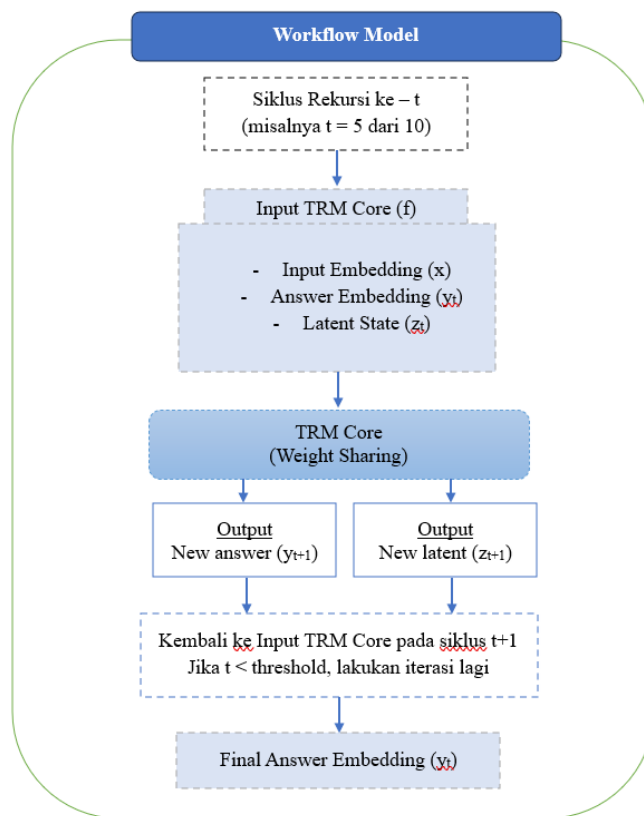 Workflow Model
Siklus Rekursi ke – t
(misalnya t = 5 dari 10)
Input TRM Core (f)
- Input Embedding (x)
- Answer Embedding (yₜ)
- Latent State (zₜ)
TRM Core
(Weight Sharing)
Output
New answer (yₜ₊₁)
Output
New latent (zₜ₊₁)
Kembali ke Input TRM Core pada siklus t+1
Jika t < threshold, lakukan iterasi lagi
Final Answer Embedding (yₜ)